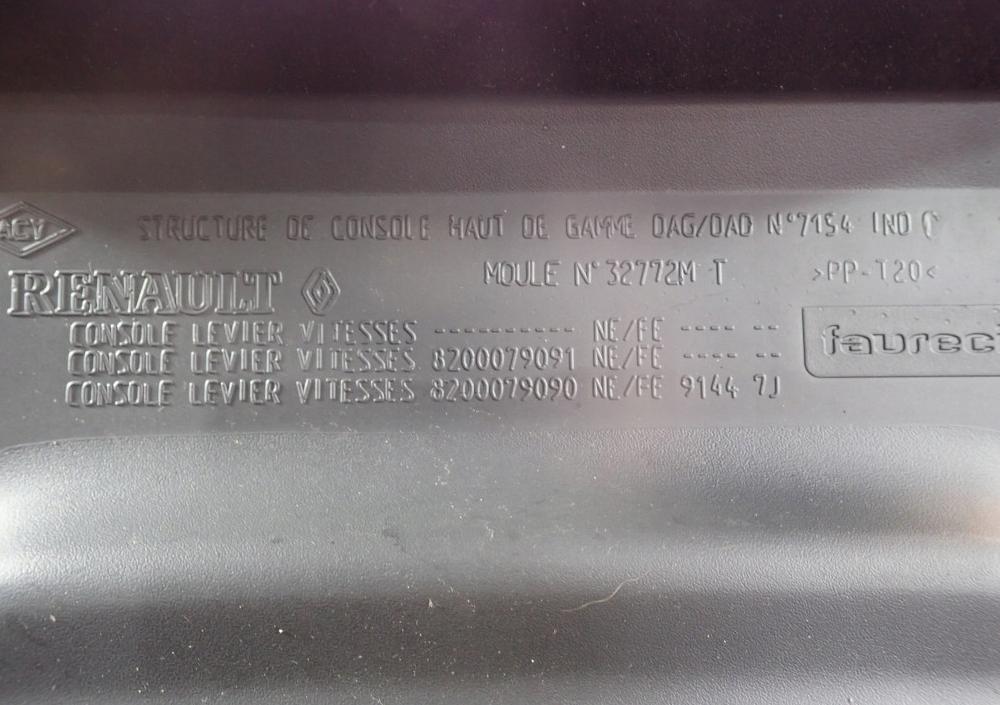 AGY
STRUCTURE DE CONSOLE HAUT DE GAMME DAG/DAD N°7154 IND
RENAULT
MOULE N° 32772M T >PP-T20<
CONSOLE LEVIER VITESSES ---------- NE/FE ---- --
CONSOLE LEVIER VITESSES 8200079091 NE/FE ---- --
CONSOLE LEVIER VITESSES 8200079090 NE/FE 9144 7J
faurec